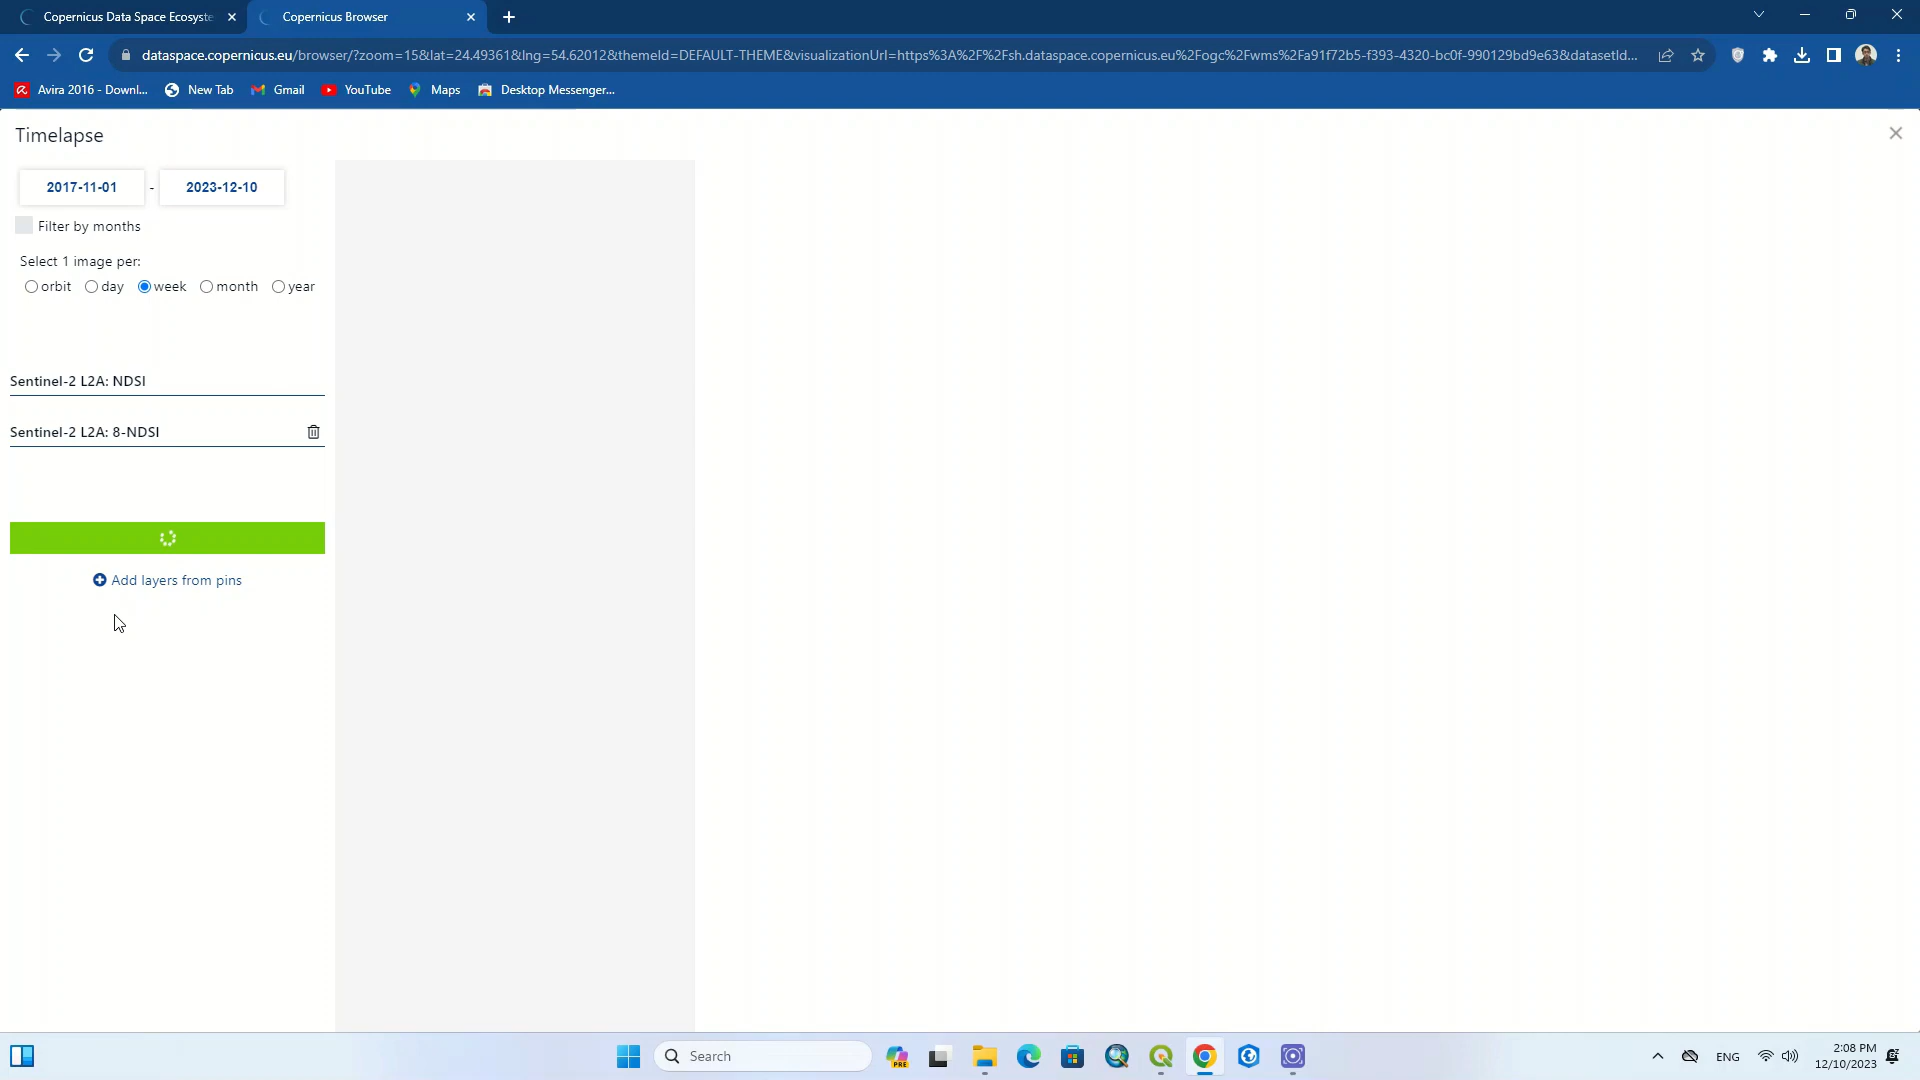 Copernicus Data Space Ecosyste
Copernicus Browser
dataspace.copernicus.eu/browser/?zoom=15&lat=24.49361&lng=54.62012&themeId=DEFAULT-THEME&visualizationUrl=https%3A%2F%2Fsh.dataspace.copernicus.eu%2Fogc%2Fwms%2Fa91f72b5-f393-4320-bc0f-990129bd9e63&datasetId...
Avira 2016 - Downl...
New Tab
Gmail
YouTube
Maps
Desktop Messenger...
Timelapse
2017-11-01 - 2023-12-10
Filter by months
Select 1 image per:
orbit day week month year
Sentinel-2 L2A: NDSI
Sentinel-2 L2A: 8-NDSI
Add layers from pins
Search
PRE
ENG
2:08 PM
12/10/2023